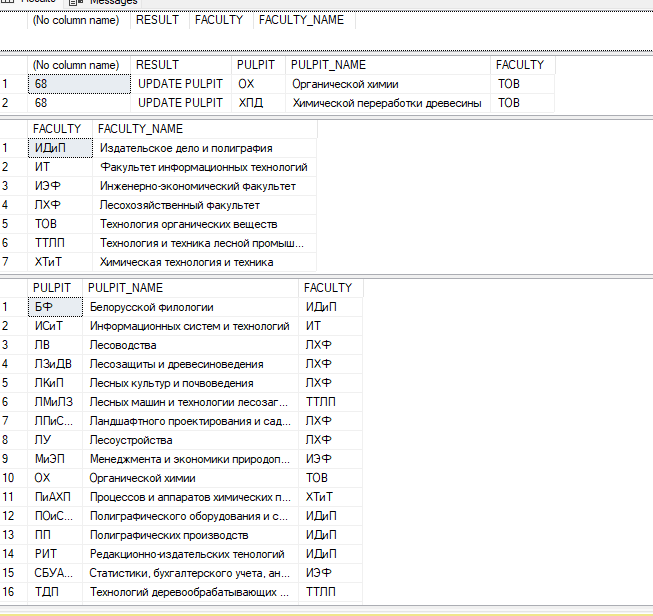 Results Messages
(No column name) RESULT FACULTY FACULTY_NAME
(No column name) RESULT PULPIT PULPIT_NAME FACULTY
1 68 UPDATE PULPIT ОХ Органической химии ТОВ
2 68 UPDATE PULPIT ХПД Химической переработки древесины ТОВ
FACULTY FACULTY_NAME
1 ИДиП Издательское дело и полиграфия
2 ИТ Факультет информационных технологий
3 ИЭФ Инженерно-экономический факультет
4 ЛХФ Лесохозяйственный факультет
5 ТОВ Технология органических веществ
6 ТТЛП Технология и техника лесной промыш...
7 ХТиТ Химическая технология и техника
PULPIT PULPIT_NAME FACULTY
1 БФ Белорусской филологии ИДиП
2 ИСиТ Информационных систем и технологий ИТ
3 ЛВ Лесоводства ЛХФ
4 ЛЗиДВ Лесозащиты и древесиноведения ЛХФ
5 ЛКиП Лесных культур и почвоведения ЛХФ
6 ЛМиЛЗ Лесных машин и технологии лесозаг... ТТЛП
7 ЛПиС... Ландшафтного проектирования и сад... ЛХФ
8 ЛУ Лесоустройства ЛХФ
9 МиЭП Менеджмента и экономики природоп... ИЭФ
10 ОХ Органической химии ТОВ
11 ПиАХП Процессов и аппаратов химических п... ХТиТ
12 ПОиС... Полиграфического оборудования и с... ИДиП
13 ПП Полиграфических производств ИДиП
14 РИТ Редакционно-издательских тенологий ИДиП
15 СБУА... Статистики, бухгалтерского учета, ан... ИЭФ
16 ТДП Технологий деревообрабатывающих ... ТТЛП